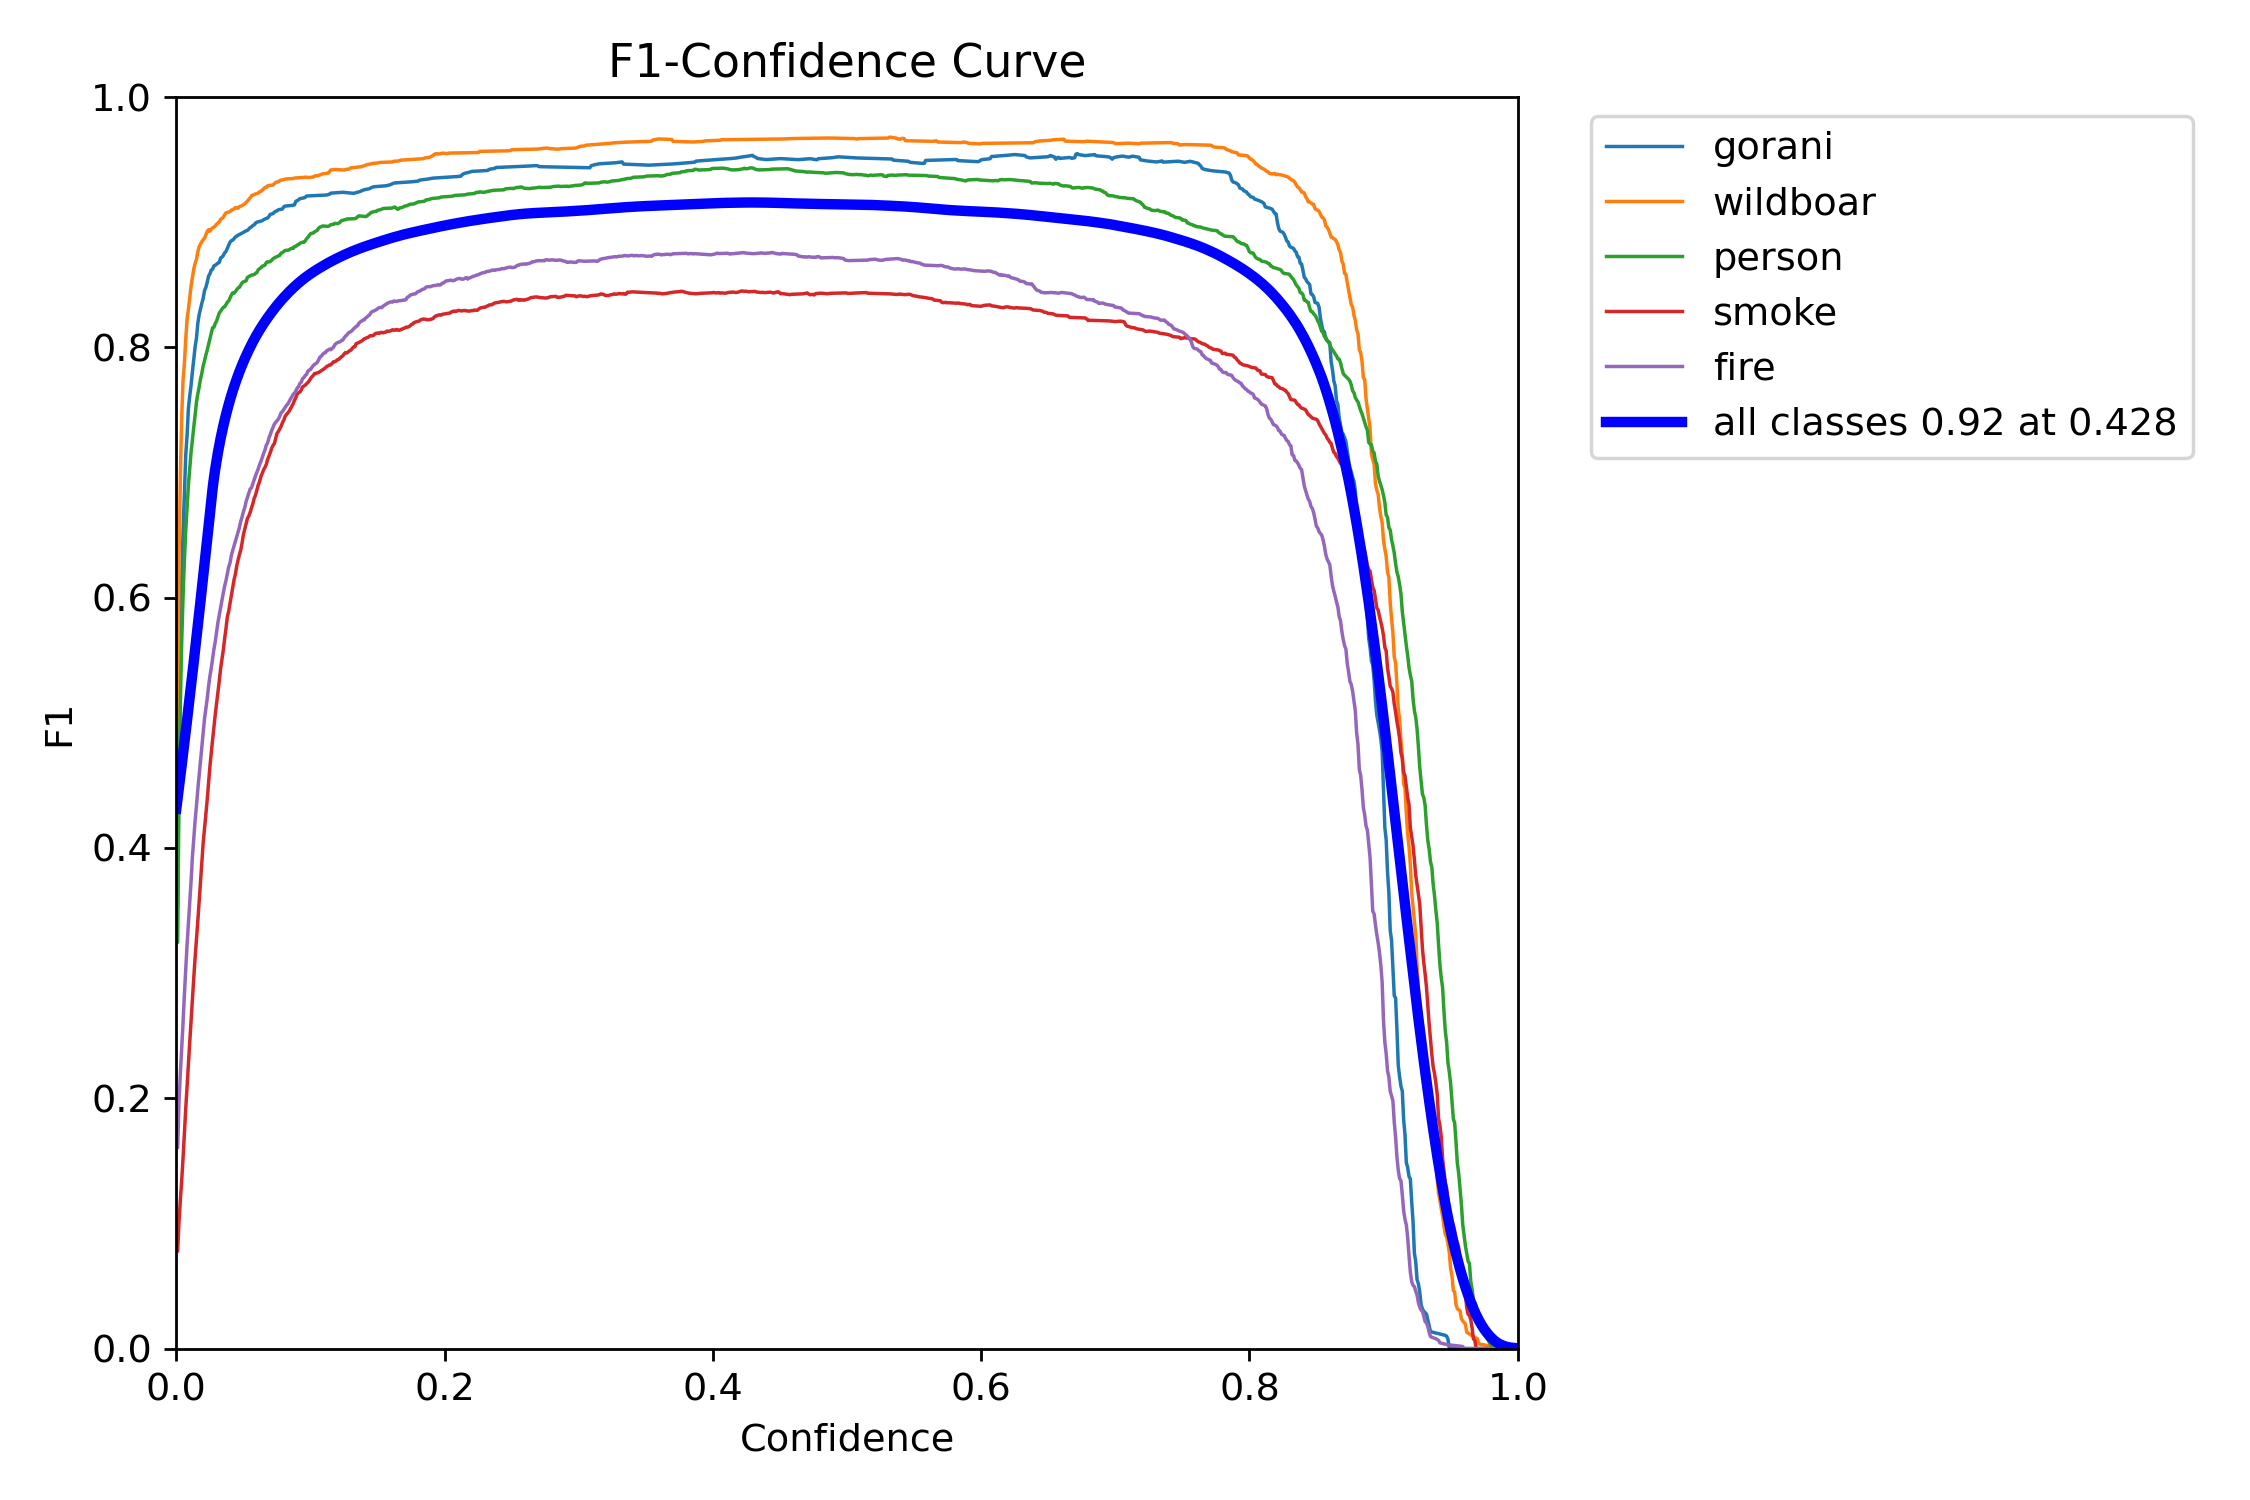 F1-Confidence Curve
1.0
0.8
0.6
0.4
0.2
0.0
F1
0.0 0.2 0.4 0.6 0.8 1.0
Confidence
gorani
wildboar
person
smoke
fire
all classes 0.92 at 0.428